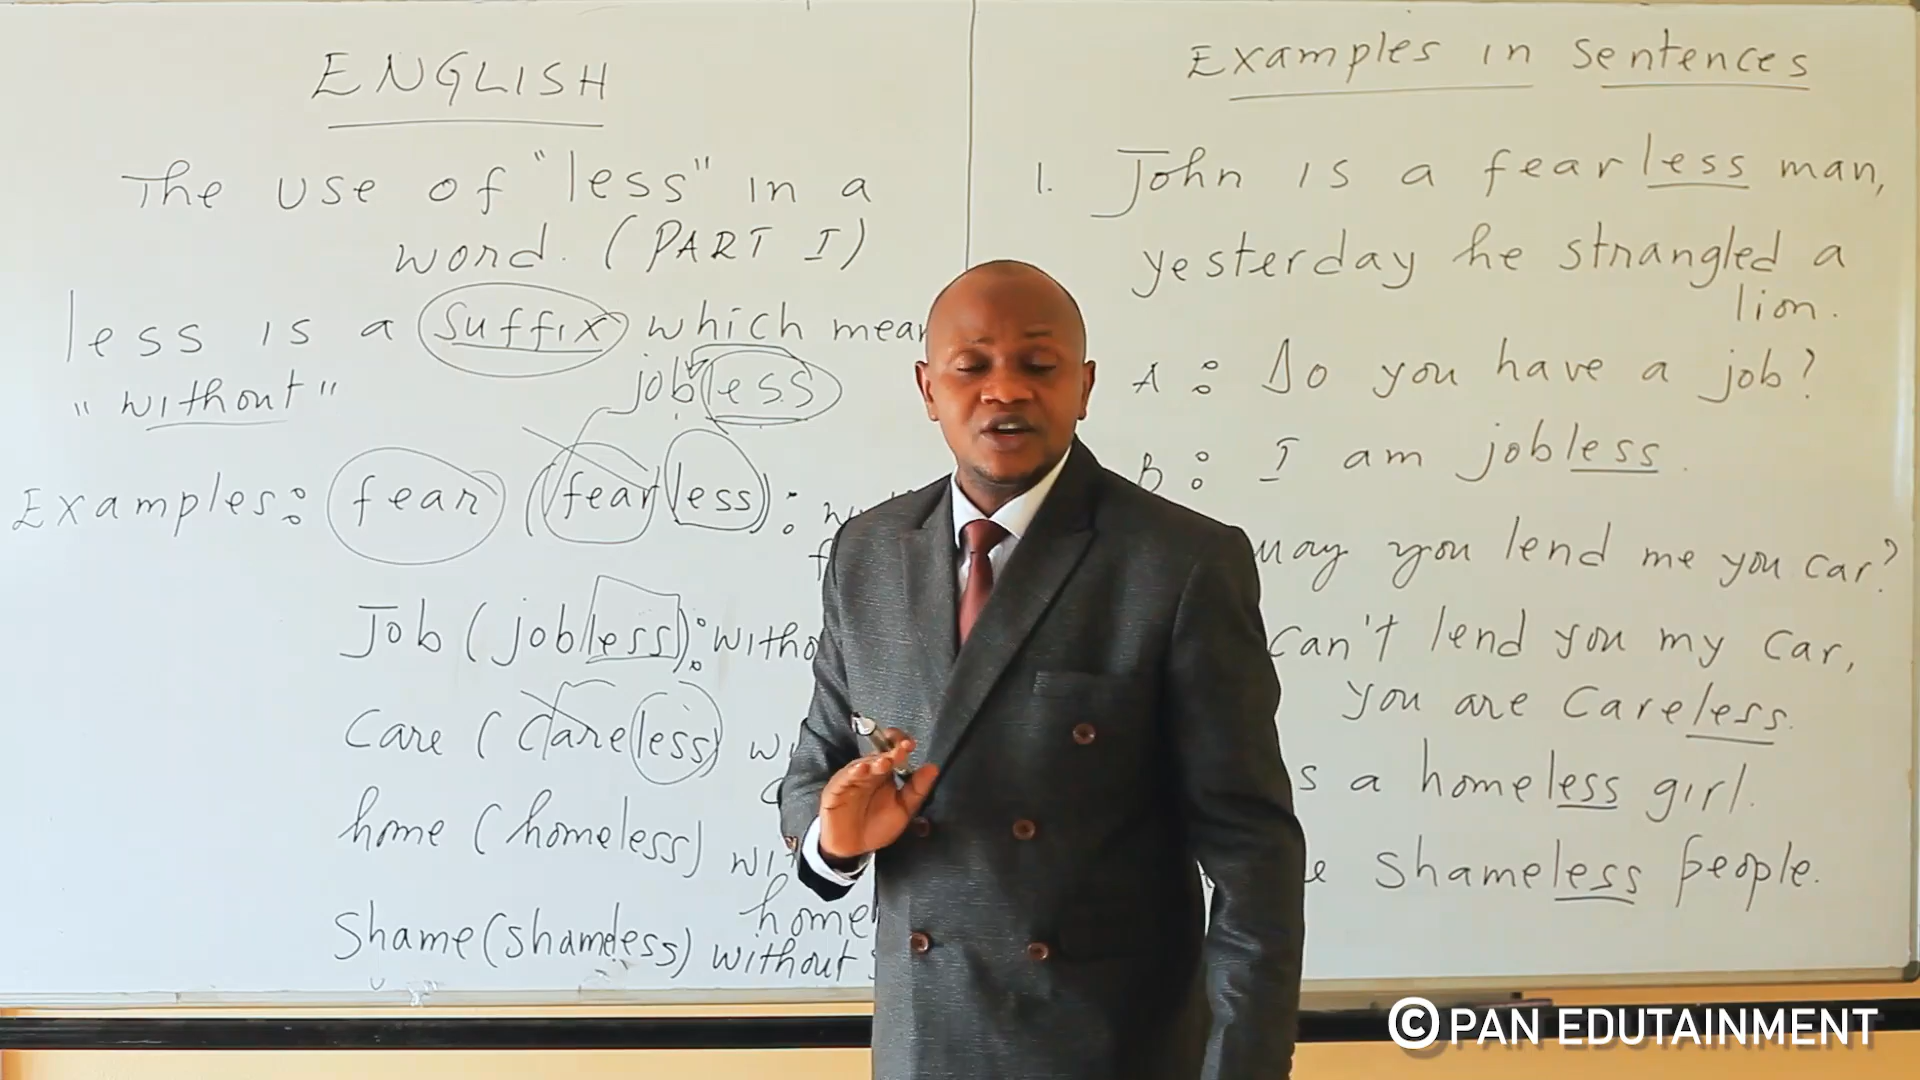 ENGLISH
The use of "less" in a
word. (PART I)
less is a suffix which mean
"without"
jobless
Examples: fear (fearless):
Job (jobless): witho
Care (Careless)
home (homeless) wit
home
Shame (shameless) without
Examples in Sentences
1. John is a fearless man,
yesterday he strangled a
lion.
A : Do you have a job?
B : I am jobless.
may you lend me you car?
can't lend you my car,
you are careless.
s a homeless girl.
e shameless people.
© PAN EDUTAINMENT